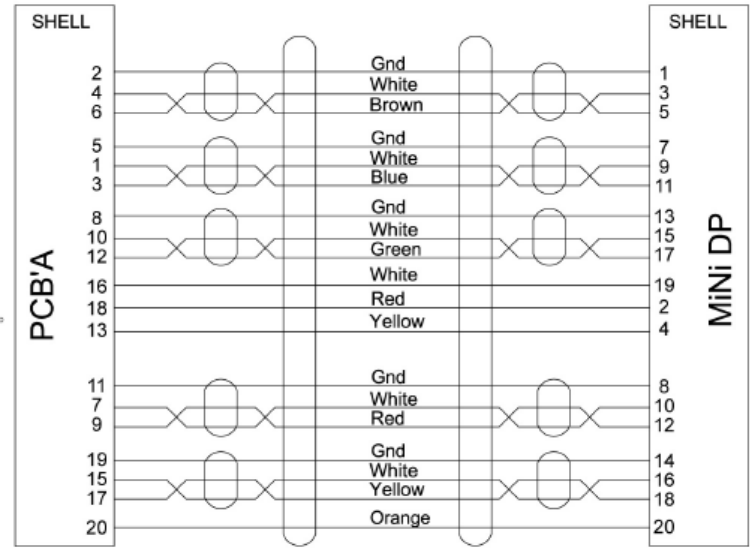 SHELL SHELL
2 Gnd 1
4 White 3
6 Brown 5
5 Gnd 7
1 White 9
3 Blue 11
8 Gnd 13
10 White 15
12 Green 17
16 White 19
18 Red 2
13 Yellow 4
PCB'A
MiNi DP
11 Gnd 8
7 White 10
9 Red 12
19 Gnd 14
15 White 16
17 Yellow 18
20 Orange 20